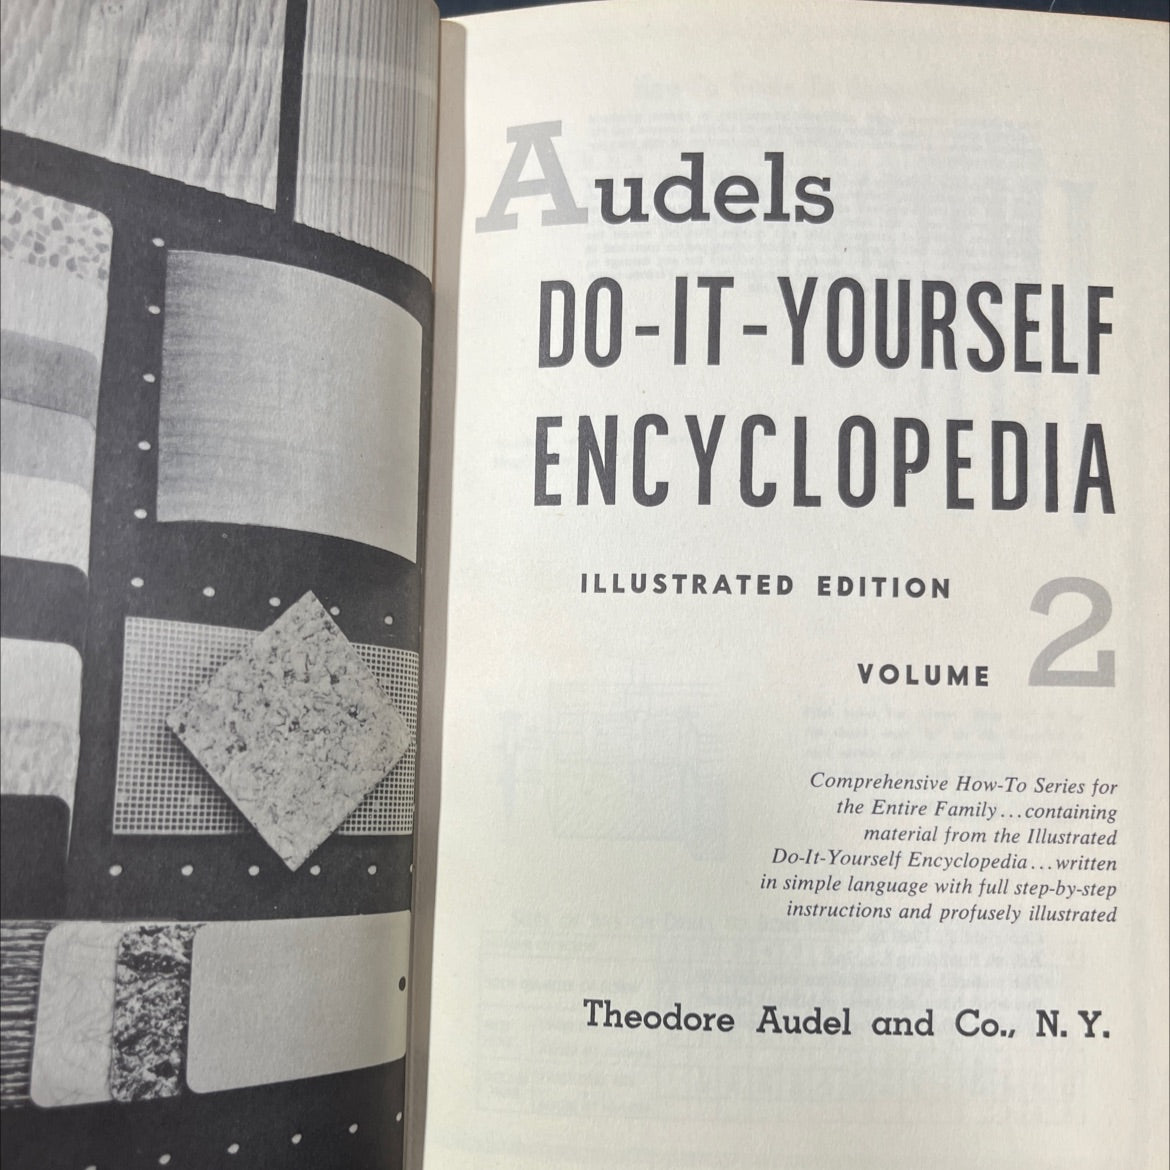 Audels
DO-IT-YOURSELF
ENCYCLOPEDIA
ILLUSTRATED EDITION
VOLUME 2
Comprehensive How-To Series for
the Entire Family...containing
material from the Illustrated
Do-It-Yourself Encyclopedia...written
in simple language with full step-by-step
instructions and profusely illustrated
Theodore Audel and Co., N. Y.